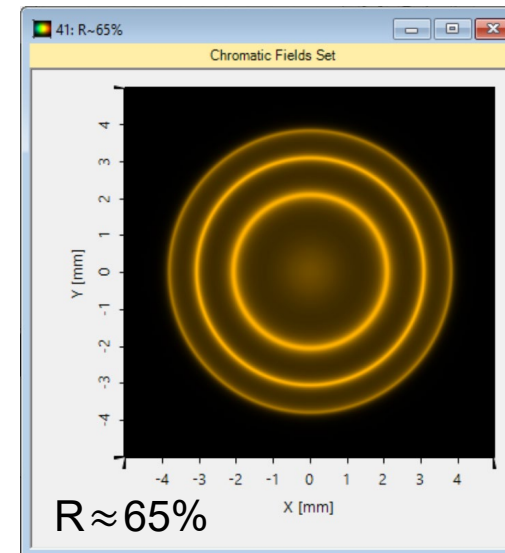 41: R~65%
Chromatic Fields Set
4
3
2
1
0
-1
-2
-3
-4
Y [mm]
-4 -3 -2 -1 0 1 2 3 4
X [mm]
R≈65%